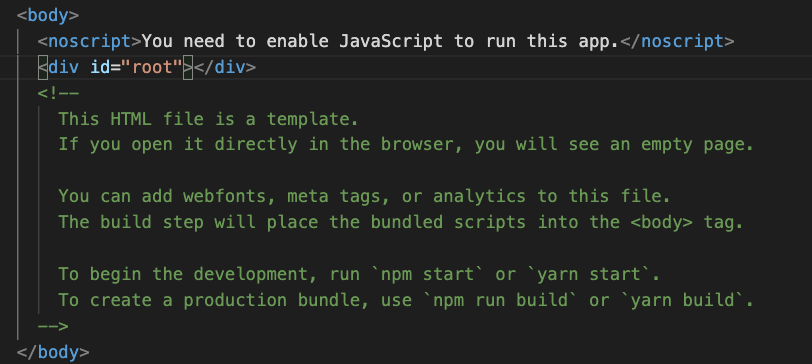 <body>
<noscript>You need to enable JavaScript to run this app.</noscript>
<div id="root"></div>
<!--
This HTML file is a template.
If you open it directly in the browser, you will see an empty page.
You can add webfonts, meta tags, or analytics to this file.
The build step will place the bundled scripts into the <body> tag.
To begin the development, run `npm start` or `yarn start`.
To create a production bundle, use `npm run build` or `yarn build`.
-->
</body>